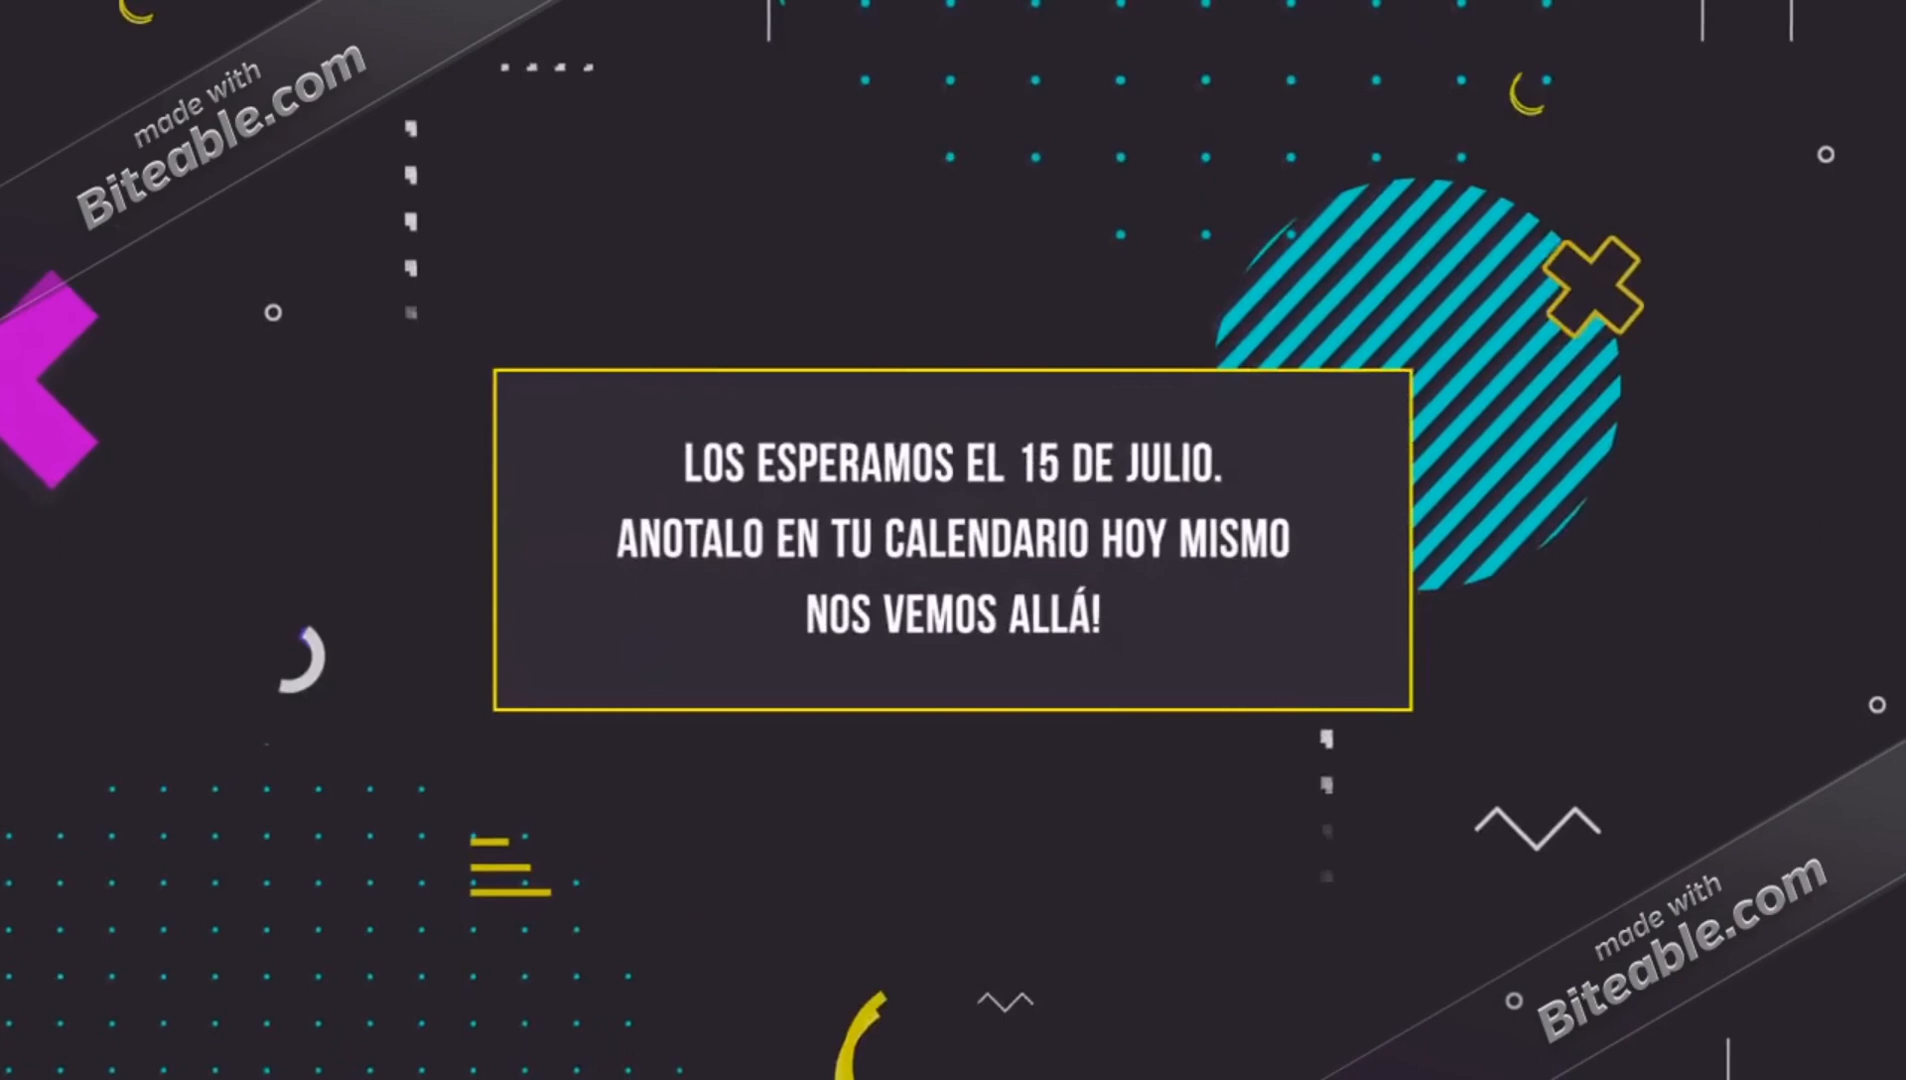 made with
Biteable.com
LOS ESPERAMOS EL 15 DE JULIO.
ANOTALO EN TU CALENDARIO HOY MISMO
NOS VEMOS ALLÁ!
made with
Biteable.com